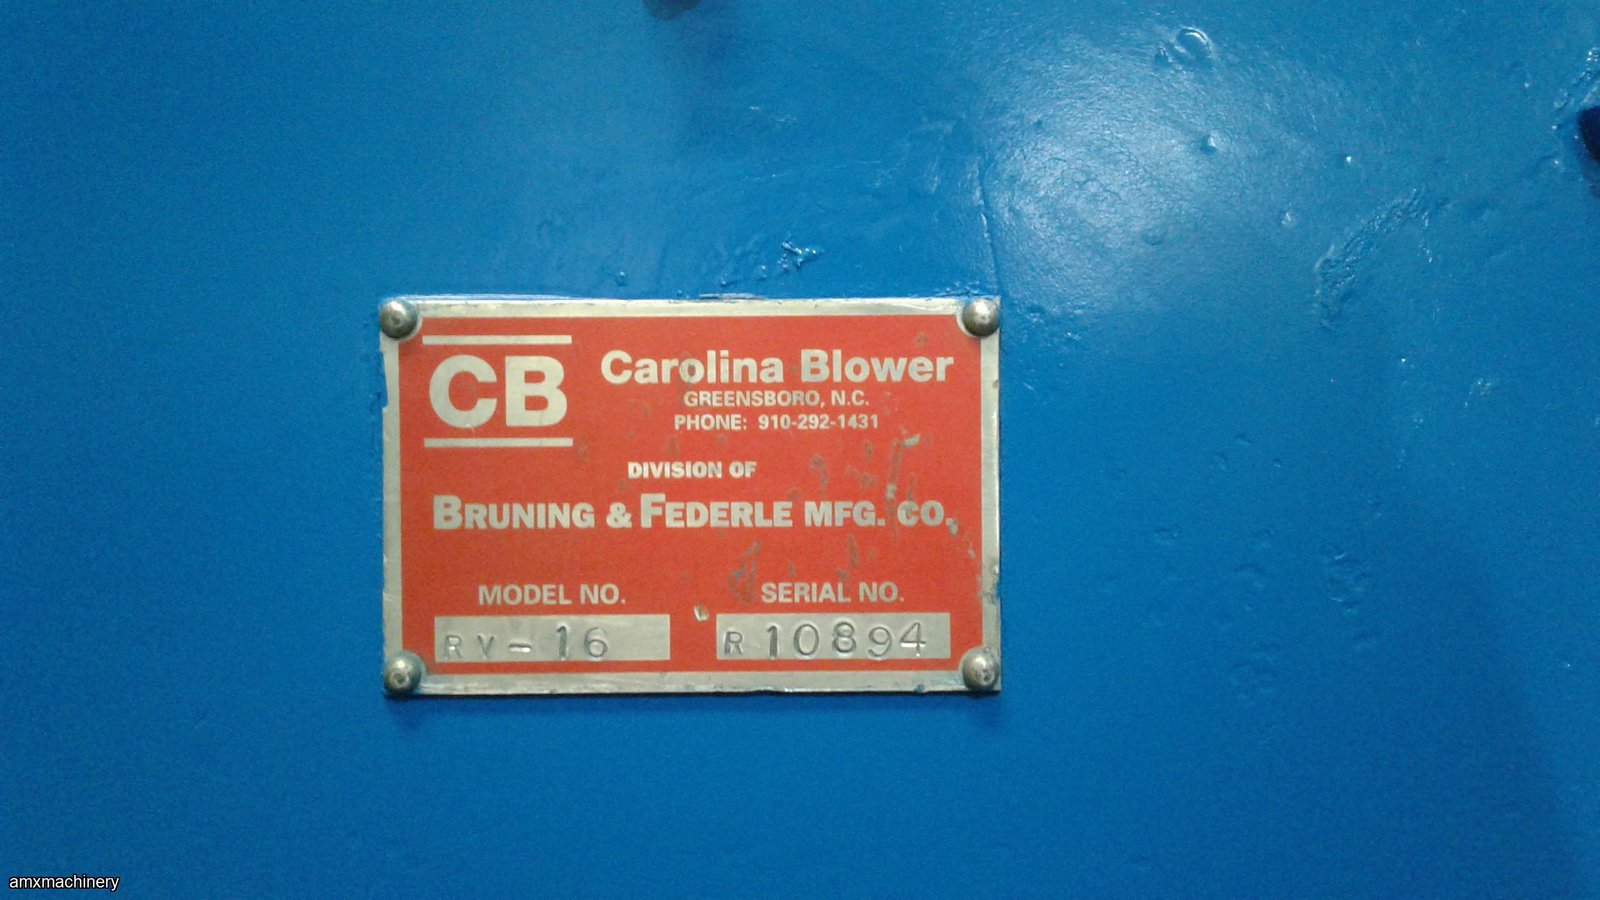 CB
Carolina Blower
GREENSBORO, N.C.
PHONE: 910-292-1431
DIVISION OF
BRUNING & FEDERLE MFG. CO.
MODEL NO. SERIAL NO.
RV-16 R10894
amxmachinery